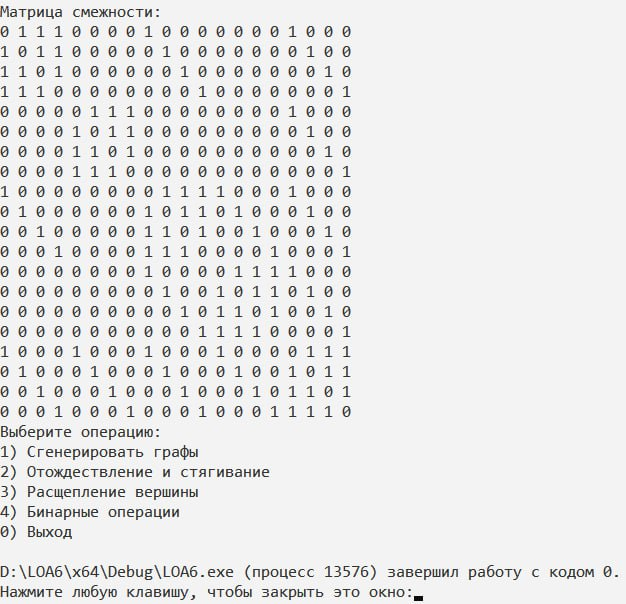 Матрица смежности:
0 1 1 1 0 0 0 0 1 0 0 0 0 0 0 0 1 0 0 0
1 0 1 1 0 0 0 0 0 1 0 0 0 0 0 0 0 1 0 0
1 1 0 1 0 0 0 0 0 0 1 0 0 0 0 0 0 0 1 0
1 1 1 0 0 0 0 0 0 0 0 1 0 0 0 0 0 0 0 1
0 0 0 0 0 1 1 1 0 0 0 0 0 0 0 0 1 0 0 0
0 0 0 0 1 0 1 1 0 0 0 0 0 0 0 0 0 1 0 0
0 0 0 0 1 1 0 1 0 0 0 0 0 0 0 0 0 0 1 0
0 0 0 0 1 1 1 0 0 0 0 0 0 0 0 0 0 0 0 1
1 0 0 0 0 0 0 0 0 1 1 1 1 0 0 0 1 0 0 0
0 1 0 0 0 0 0 0 1 0 1 1 0 1 0 0 0 1 0 0
0 0 1 0 0 0 0 0 1 1 0 1 0 0 1 0 0 0 1 0
0 0 0 1 0 0 0 0 1 1 1 0 0 0 0 1 0 0 0 1
0 0 0 0 0 0 0 0 1 0 0 0 0 1 1 1 1 0 0 0
0 0 0 0 0 0 0 0 0 1 0 0 1 0 1 1 0 1 0 0
0 0 0 0 0 0 0 0 0 0 1 0 1 1 0 1 0 0 1 0
0 0 0 0 0 0 0 0 0 0 0 1 1 1 1 0 0 0 0 1
1 0 0 0 1 0 0 0 1 0 0 0 1 0 0 0 0 1 1 1
0 1 0 0 0 1 0 0 0 1 0 0 0 1 0 0 1 0 1 1
0 0 1 0 0 0 1 0 0 0 1 0 0 0 1 0 1 1 0 1
0 0 0 1 0 0 0 1 0 0 0 1 0 0 0 1 1 1 1 0
Выберите операцию:
1) Сгенерировать графы
2) Отождествление и стягивание
3) Расщепление вершины
4) Бинарные операции
0) Выход
D:\LOA6\x64\Debug\LOA6.exe (процесс 13576) завершил работу с кодом 0.
Нажмите любую клавишу, чтобы закрыть это окно: